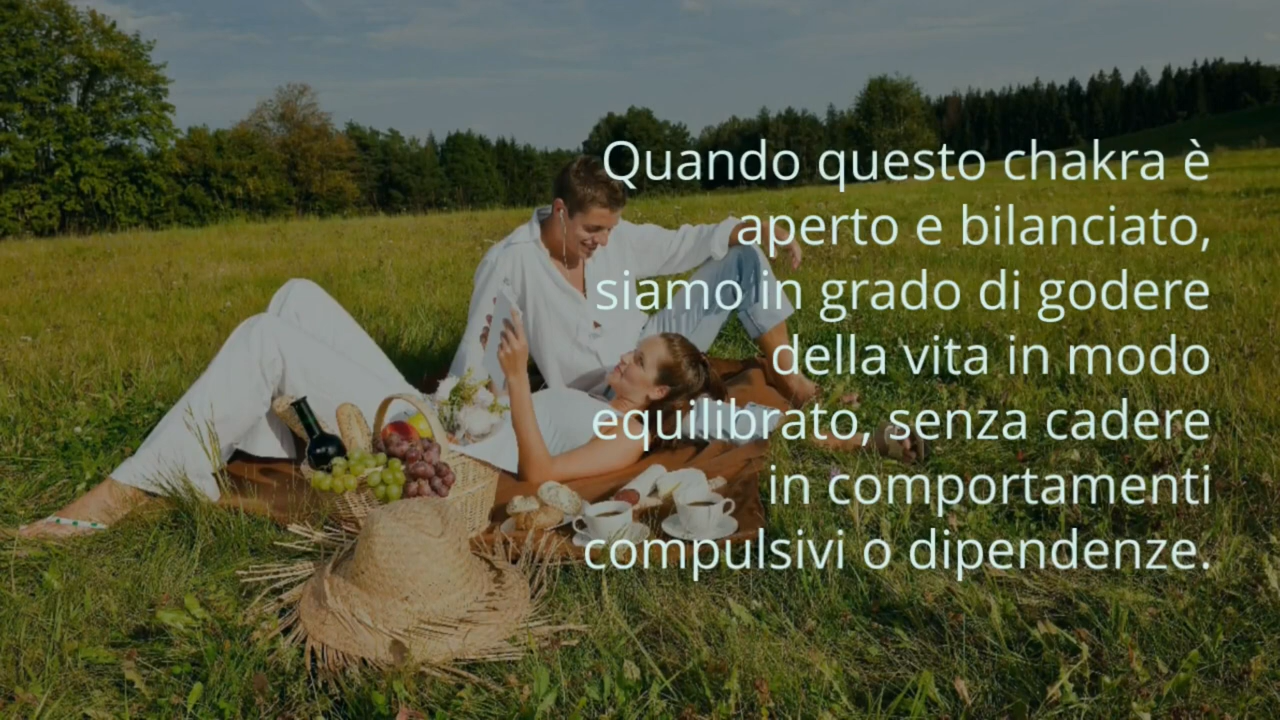 Quando questo chakra è
aperto e bilanciato,
siamo in grado di godere
della vita in modo
equilibrato, senza cadere
in comportamenti
compulsivi o dipendenze.